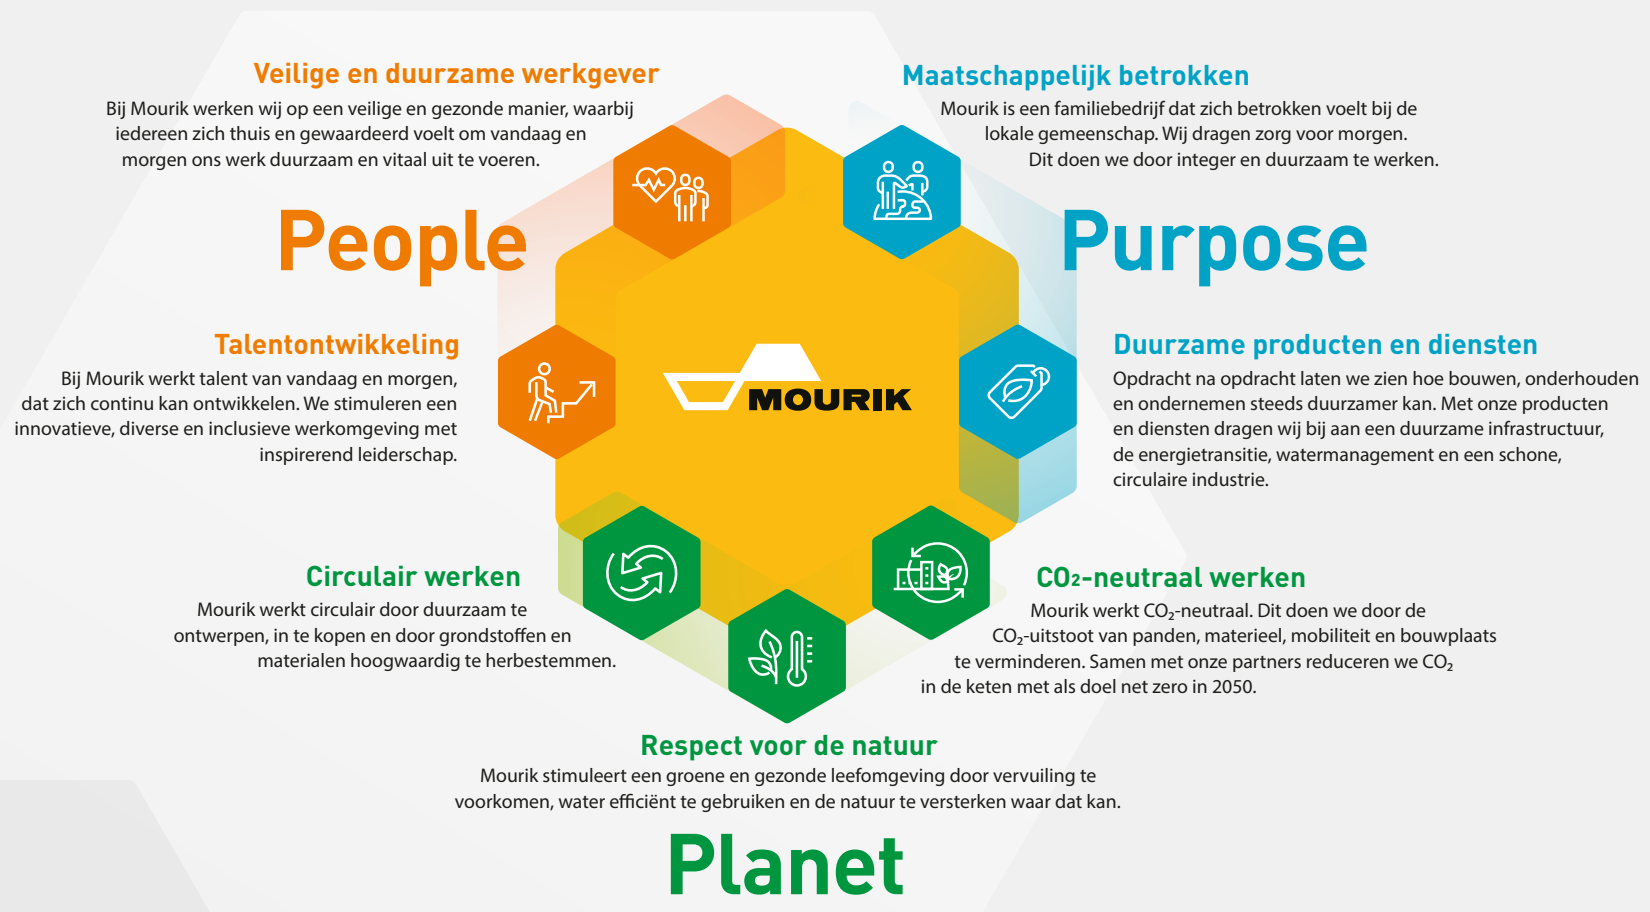 Veilige en duurzame werkgever
Bij Mourik werken wij op een veilige en gezonde manier, waarbij
iedereen zich thuis en gewaardeerd voelt om vandaag en
morgen ons werk duurzaam en vitaal uit te voeren.
People
Talentontwikkeling
Bij Mourik werkt talent van vandaag en morgen,
dat zich continu kan ontwikkelen. We stimuleren een
innovatieve, diverse en inclusieve werkomgeving met
inspirerend leiderschap.
Maatschappelijk betrokken
Mourik is een familiebedrijf dat zich betrokken voelt bij de
lokale gemeenschap. Wij dragen zorg voor morgen.
Dit doen we door integer en duurzaam te werken.
Purpose
Duurzame producten en diensten
Opdracht na opdracht laten we zien hoe bouwen, onderhouden
en ondernemen steeds duurzamer kan. Met onze producten
en diensten dragen wij bij aan een duurzame infrastructuur,
de energietransitie, watermanagement en een schone,
circulaire industrie.
MOURIK
Circulair werken
Mourik werkt circulair door duurzaam te
ontwerpen, in te kopen en door grondstoffen en
materialen hoogwaardig te herbestemmen.
CO₂-neutraal werken
Mourik werkt CO₂-neutraal. Dit doen we door de
CO₂-uitstoot van panden, materieel, mobiliteit en bouwplaats
te verminderen. Samen met onze partners reduceren we CO₂
in de keten met als doel net zero in 2050.
Respect voor de natuur
Mourik stimuleert een groene en gezonde leefomgeving door vervuiling te
voorkomen, water efficiënt te gebruiken en de natuur te versterken waar dat kan.
Planet